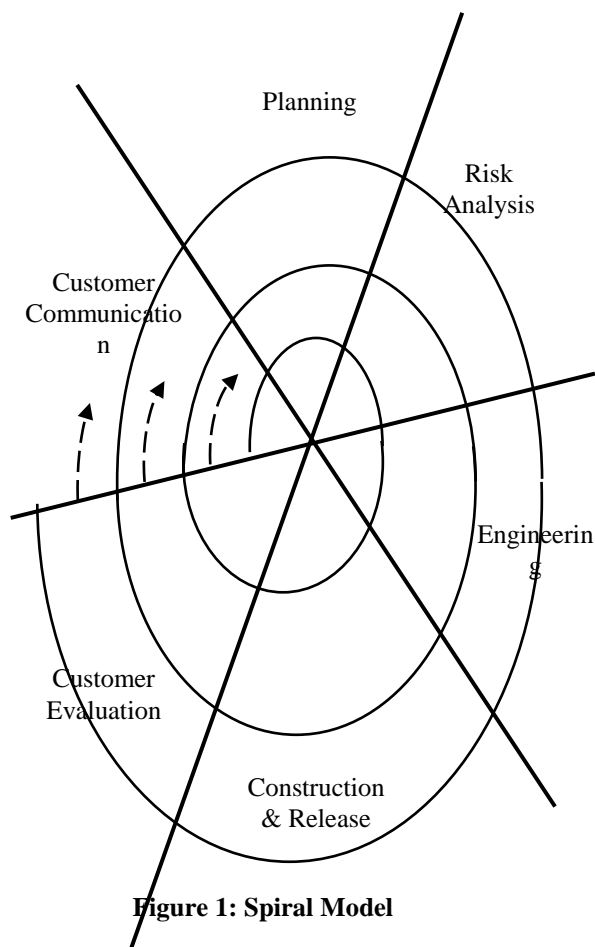 Planning
Risk
Analysis
Customer
Communicatio
n
Engineerin
g
Customer
Evaluation
Construction
& Release
Figure 1: Spiral Model